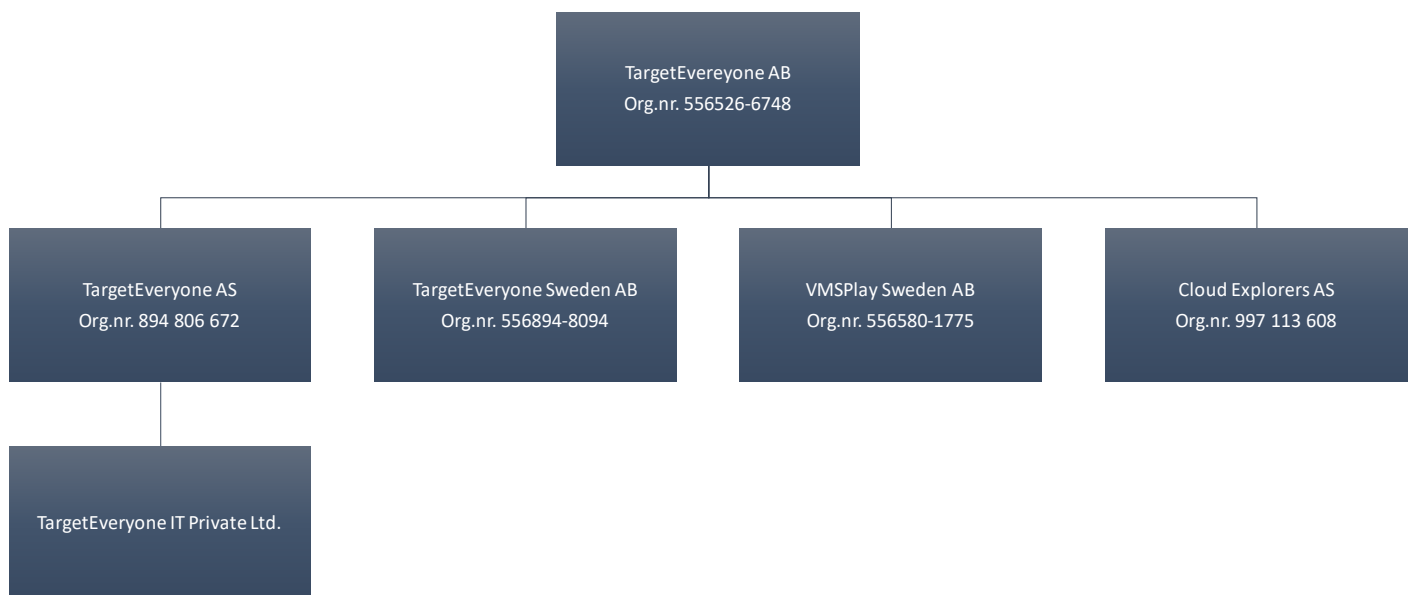 TargetEvereyone AB
Org.nr. 556526-6748
TargetEveryone AS
Org.nr. 894 806 672
TargetEveryone Sweden AB
Org.nr. 556894-8094
VMSPlay Sweden AB
Org.nr. 556580-1775
Cloud Explorers AS
Org.nr. 997 113 608
TargetEveryone IT Private Ltd.